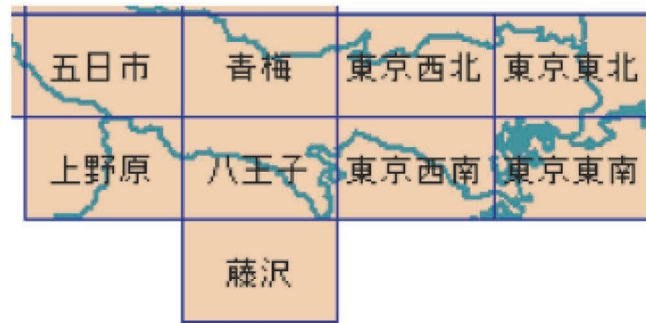 五日市 青梅 東京西北 東京東北
上野原 八王子 東京西南 東京東南
藤沢